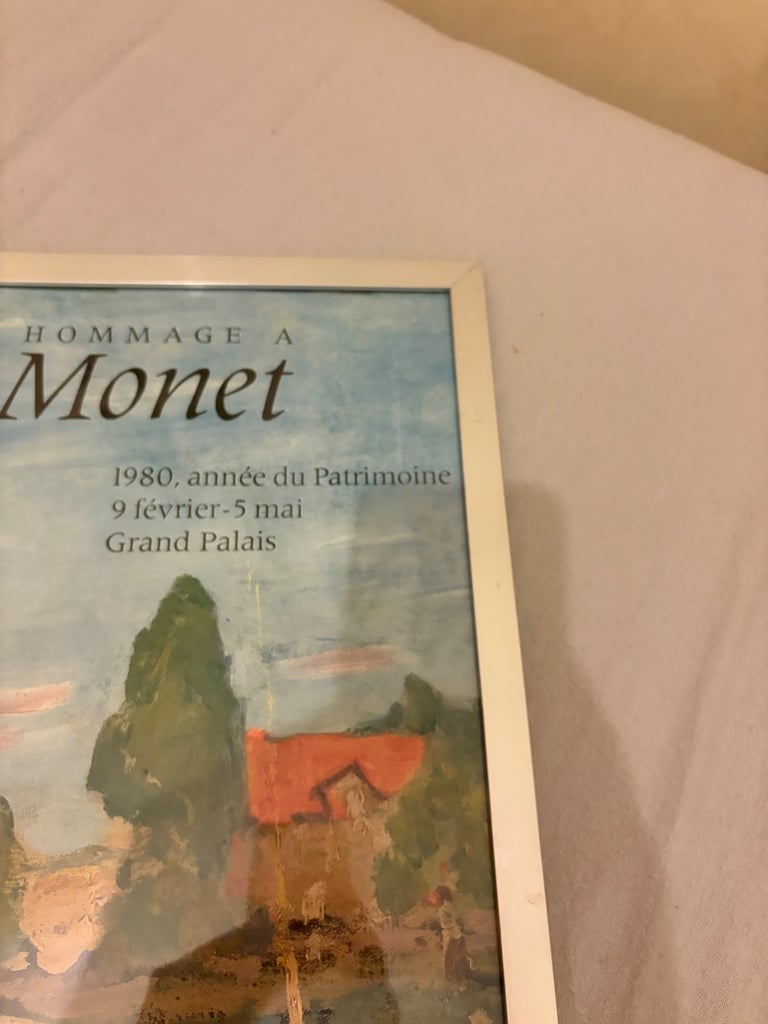 HOMMAGE A
Monet
1980, année du Patrimoine
9 février-5 mai
Grand Palais